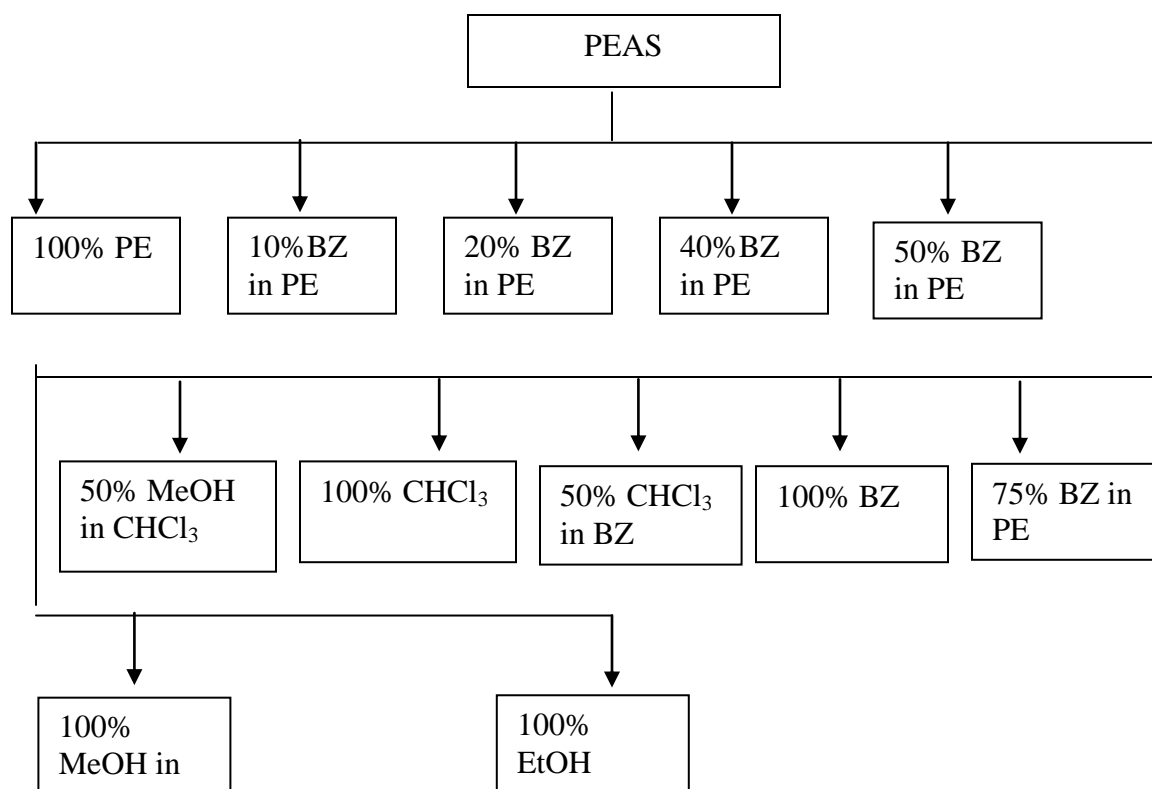 PEAS
100% PE
10%BZ
in PE
20% BZ
in PE
40%BZ
in PE
50% BZ
in PE
50% MeOH
in CHCl₃
100% CHCl₃
50% CHCl₃
in BZ
100% BZ
75% BZ in
PE
100%
MeOH in
100%
EtOH